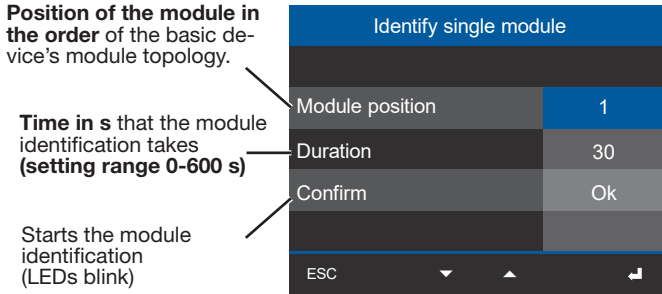 Position of the module in
the order of the basic de-
vice's module topology.
Time in s that the module
identification takes
(setting range 0-600 s)
Starts the module
identification
(LEDs blink)
Identify single module
Module position 1
Duration 30
Confirm Ok
ESC